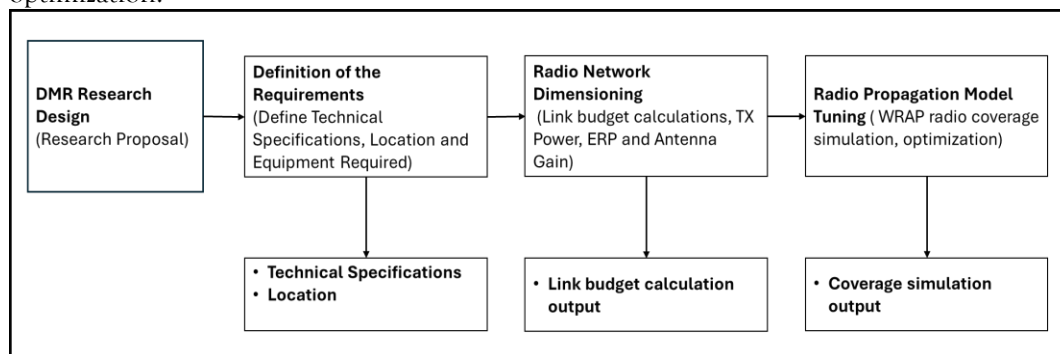 DMR Research
Design
(Research Proposal)
Definition of the
Requirements
(Define Technical
Specifications, Location and
Equipment Required)
Radio Network
Dimensioning
(Link budget calculations, TX
Power, ERP and Antenna
Gain)
Radio Propagation Model
Tuning ( WRAP radio coverage
simulation, optimization)
• Technical Specifications
• Location
• Link budget calculation
output
• Coverage simulation
output